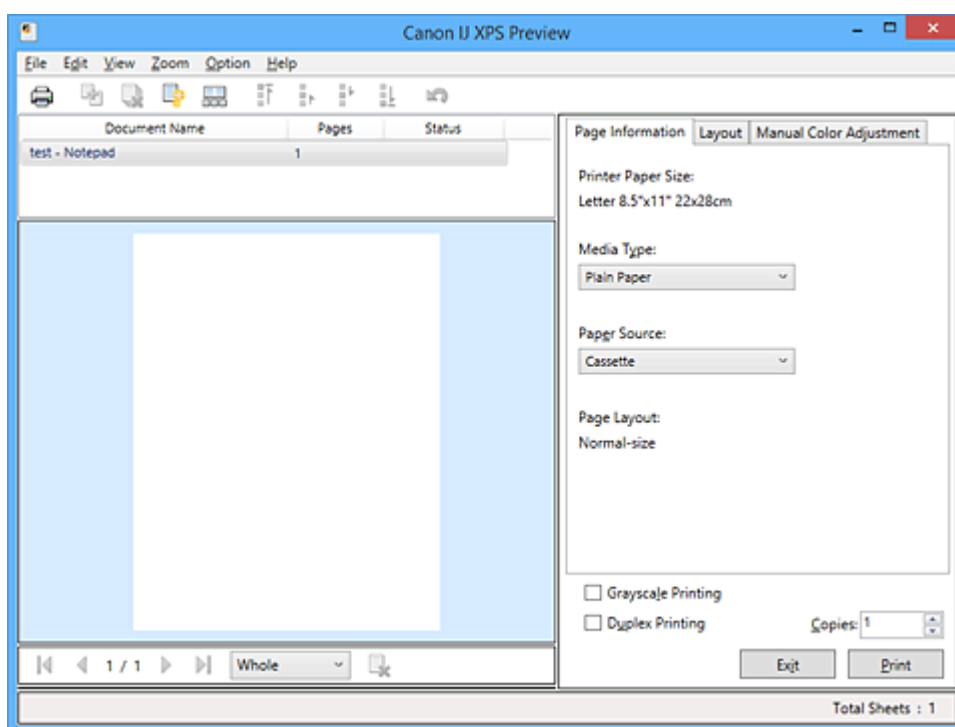 Canon IJ XPS Preview
File Edit View Zoom Option Help
Document Name Pages Status
test - Notepad 1
Page Information Layout Manual Color Adjustment
Printer Paper Size:
Letter 8.5"x11" 22x28cm
Media Type:
Plain Paper
Paper Source:
Cassette
Page Layout:
Normal-size
Grayscale Printing
Duplex Printing
Copies: 1
1 / 1 Whole
Exit Print
Total Sheets : 1